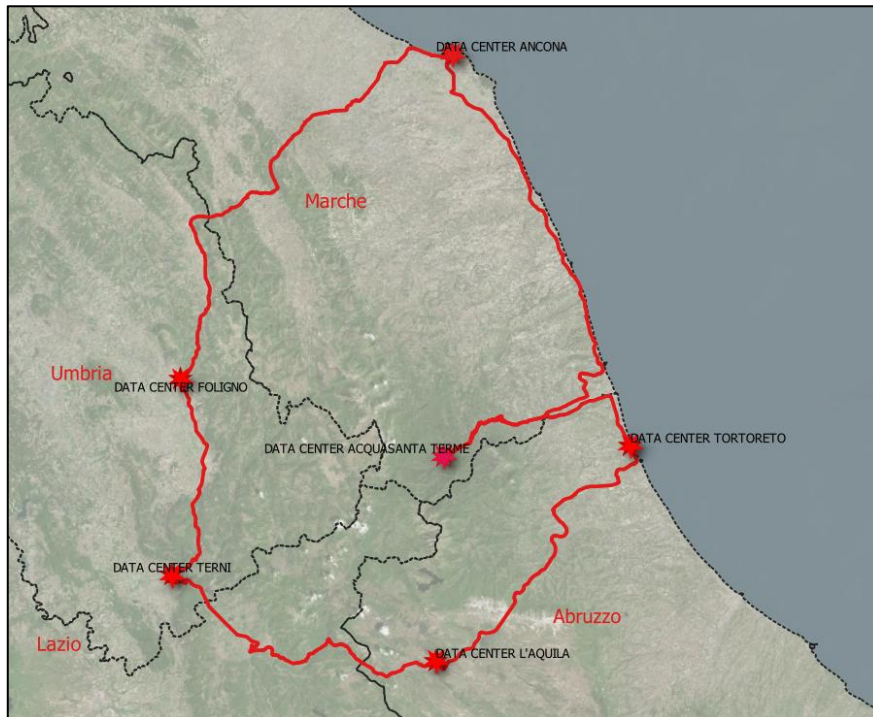 DATA CENTER ANCONA
Marche
Umbria
DATA CENTER FOLIGNO
DATA CENTER ACQUASANTA TERME
DATA CENTER TORTORETO
DATA CENTER TERNI
Abruzzo
Lazio
DATA CENTER L'AQUILA